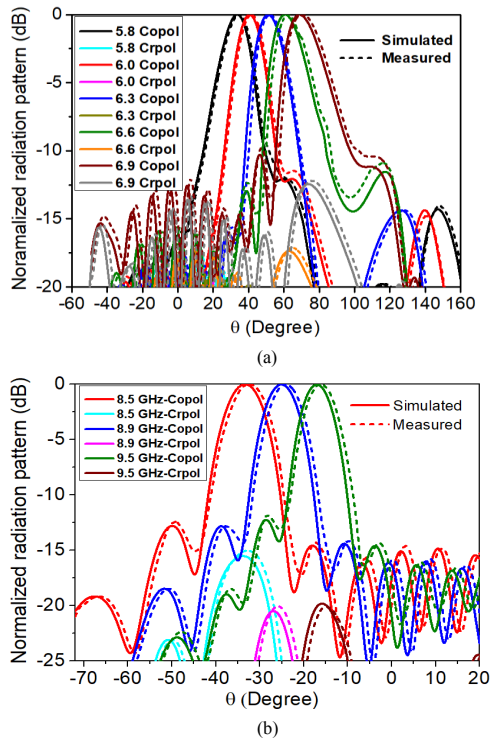 (a)
Noramalized radiation pattern (dB)
0
-5
-10
-15
-20
5.8 Copol
5.8 Crpol
6.0 Copol
6.0 Crpol
6.3 Copol
6.3 Crpol
6.6 Copol
6.6 Crpol
6.9 Copol
6.9 Crpol
Simulated
Measured
-60 -40 -20 0 20 40 60 80 100 120 140 160
θ (Degree)
(a)
Normalized radiation pattern (dB)
0
-5
-10
-15
-20
-25
8.5 GHz-Copol
8.5 GHz-Crpol
8.9 GHz-Copol
8.9 GHz-Crpol
9.5 GHz-Copol
9.5 GHz-Crpol
Simulated
Measured
-70 -60 -50 -40 -30 -20 -10 0 10 20
θ (Degree)
(b)